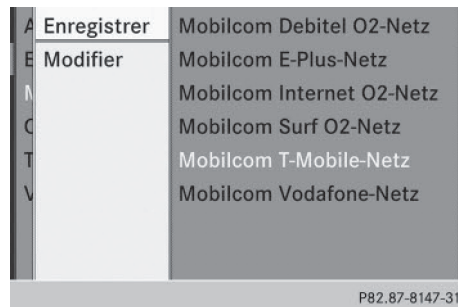 Enregistrer
Modifier
Mobilcom Debitel O2-Netz
Mobilcom E-Plus-Netz
Mobilcom Internet O2-Netz
Mobilcom Surf O2-Netz
Mobilcom T-Mobile-Netz
Mobilcom Vodafone-Netz
P82.87-8147-31